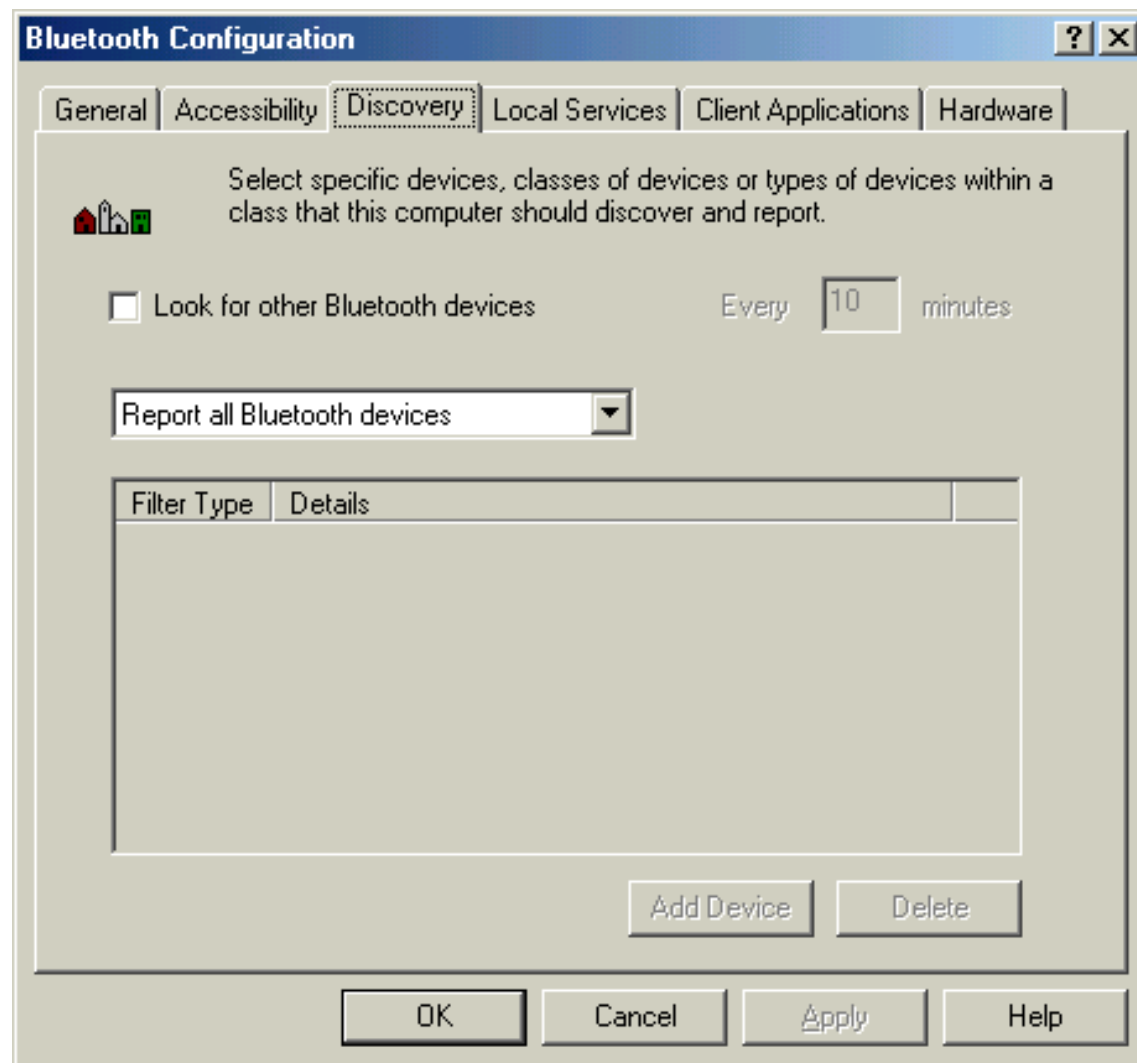 Bluetooth Configuration
General Accessibility Discovery Local Services Client Applications Hardware
Select specific devices, classes of devices or types of devices within a
class that this computer should discover and report.
Look for other Bluetooth devices Every 10 minutes
Report all Bluetooth devices
Filter Type Details
Add Device Delete
OK Cancel Apply Help